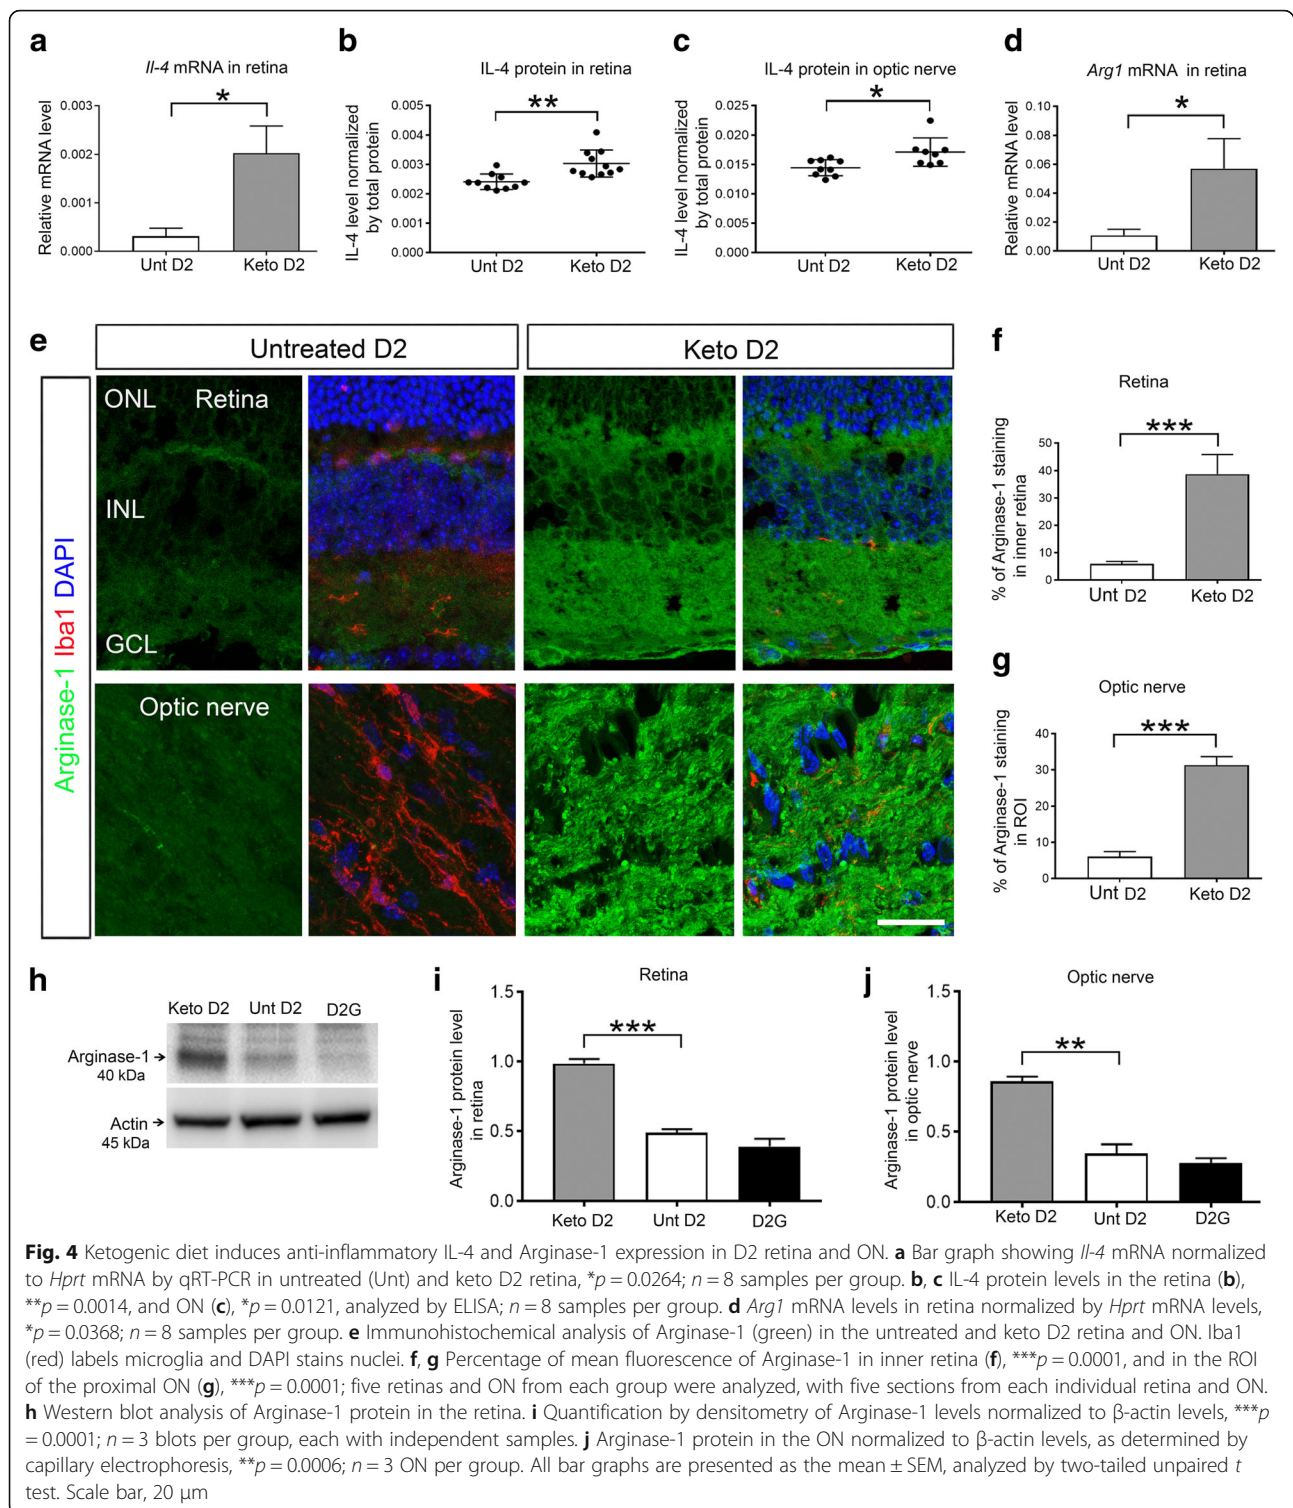 a
Il-4 mRNA in retina
*
Relative mRNA level
0.003
0.002
0.001
0.000
Unt D2 Keto D2
b
IL-4 protein in retina
**
IL-4 level normalized
by total protein
0.005
0.004
0.003
0.002
0.001
0.000
Unt D2 Keto D2
c
IL-4 protein in optic nerve
*
IL-4 level normalized
by total protein
0.025
0.020
0.015
0.010
0.005
0.000
Unt D2 Keto D2
d
Arg1 mRNA in retina
*
Relative mRNA level
0.10
0.08
0.06
0.04
0.02
0.00
Unt D2 Keto D2
e
Untreated D2 Keto D2
Arginase-1 Iba1 DAPI
ONL Retina
INL
GCL
Optic nerve
f
Retina
***
% of Arginase-1 staining
in inner retina
50
40
30
20
10
0
Unt D2 Keto D2
g
Optic nerve
***
% of Arginase-1 staining
in ROI
40
30
20
10
0
Unt D2 Keto D2
h
Keto D2 Unt D2 D2G
Arginase-1
40 kDa
Actin
45 kDa
i
Retina
***
Arginase-1 protein level
in retina
1.5
1.0
0.5
0.0
Keto D2 Unt D2 D2G
j
Optic nerve
**
Arginase-1 protein level
in optic nerve
1.5
1.0
0.5
0.0
Keto D2 Unt D2 D2G
Fig. 4 Ketogenic diet induces anti-inflammatory IL-4 and Arginase-1 expression in D2 retina and ON. a Bar graph showing Il-4 mRNA normalized
to Hprt mRNA by qRT-PCR in untreated (Unt) and keto D2 retina, *p = 0.0264; n = 8 samples per group. b, c IL-4 protein levels in the retina (b),
**p = 0.0014, and ON (c), *p = 0.0121, analyzed by ELISA; n = 8 samples per group. d Arg1 mRNA levels in retina normalized by Hprt mRNA levels,
*p = 0.0368; n = 8 samples per group. e Immunohistochemical analysis of Arginase-1 (green) in the untreated and keto D2 retina and ON. Iba1
(red) labels microglia and DAPI stains nuclei. f, g Percentage of mean fluorescence of Arginase-1 in inner retina (f), ***p = 0.0001, and in the ROI
of the proximal ON (g), ***p = 0.0001; five retinas and ON from each group were analyzed, with five sections from each individual retina and ON.
h Western blot analysis of Arginase-1 protein in the retina. i Quantification by densitometry of Arginase-1 levels normalized to β-actin levels, ***p
= 0.0001; n = 3 blots per group, each with independent samples. j Arginase-1 protein in the ON normalized to β-actin levels, as determined by
capillary electrophoresis, **p = 0.0006; n = 3 ON per group. All bar graphs are presented as the mean ± SEM, analyzed by two-tailed unpaired t
test. Scale bar, 20 μm